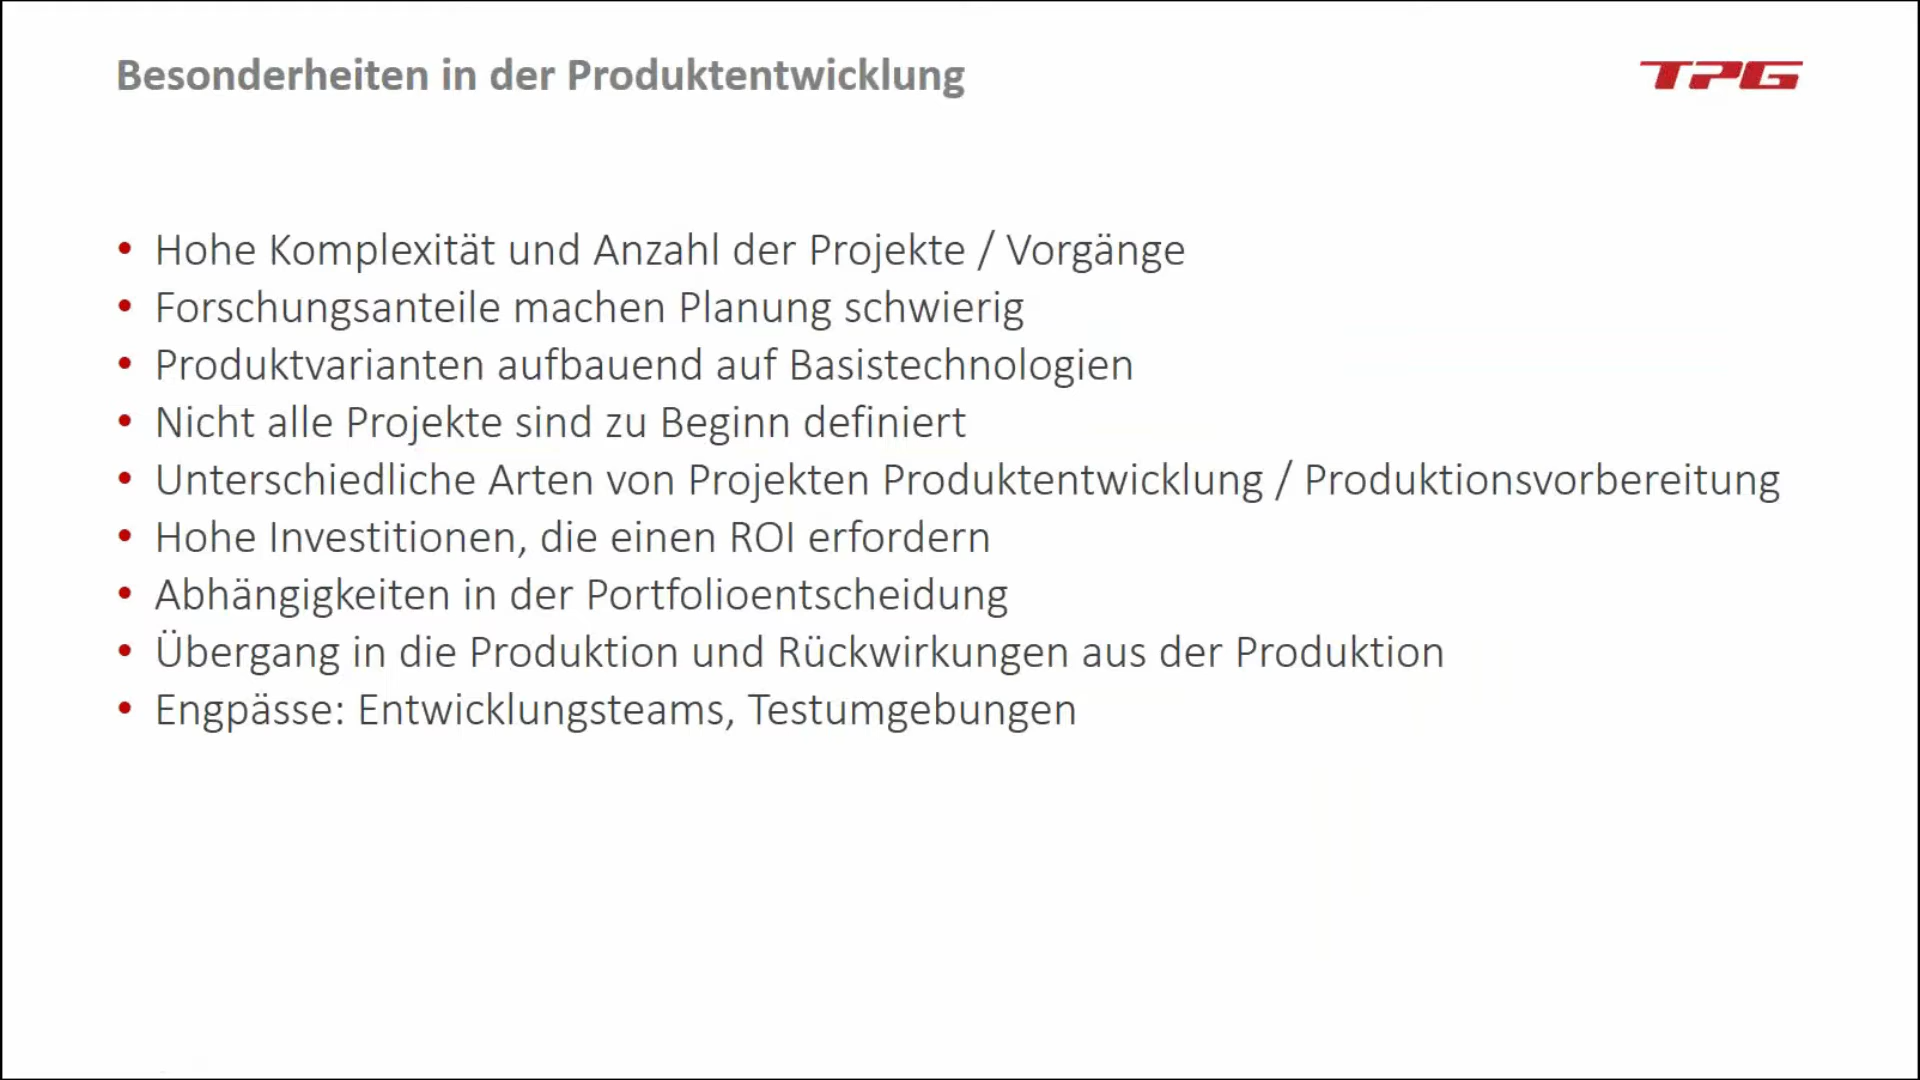 Besonderheiten in der Produktentwicklung
TPG
• Hohe Komplexität und Anzahl der Projekte / Vorgänge
• Forschungsanteile machen Planung schwierig
• Produktvarianten aufbauend auf Basistechnologien
• Nicht alle Projekte sind zu Beginn definiert
• Unterschiedliche Arten von Projekten Produktentwicklung / Produktionsvorbereitung
• Hohe Investitionen, die einen ROI erfordern
• Abhängigkeiten in der Portfolioentscheidung
• Übergang in die Produktion und Rückwirkungen aus der Produktion
• Engpässe: Entwicklungsteams, Testumgebungen